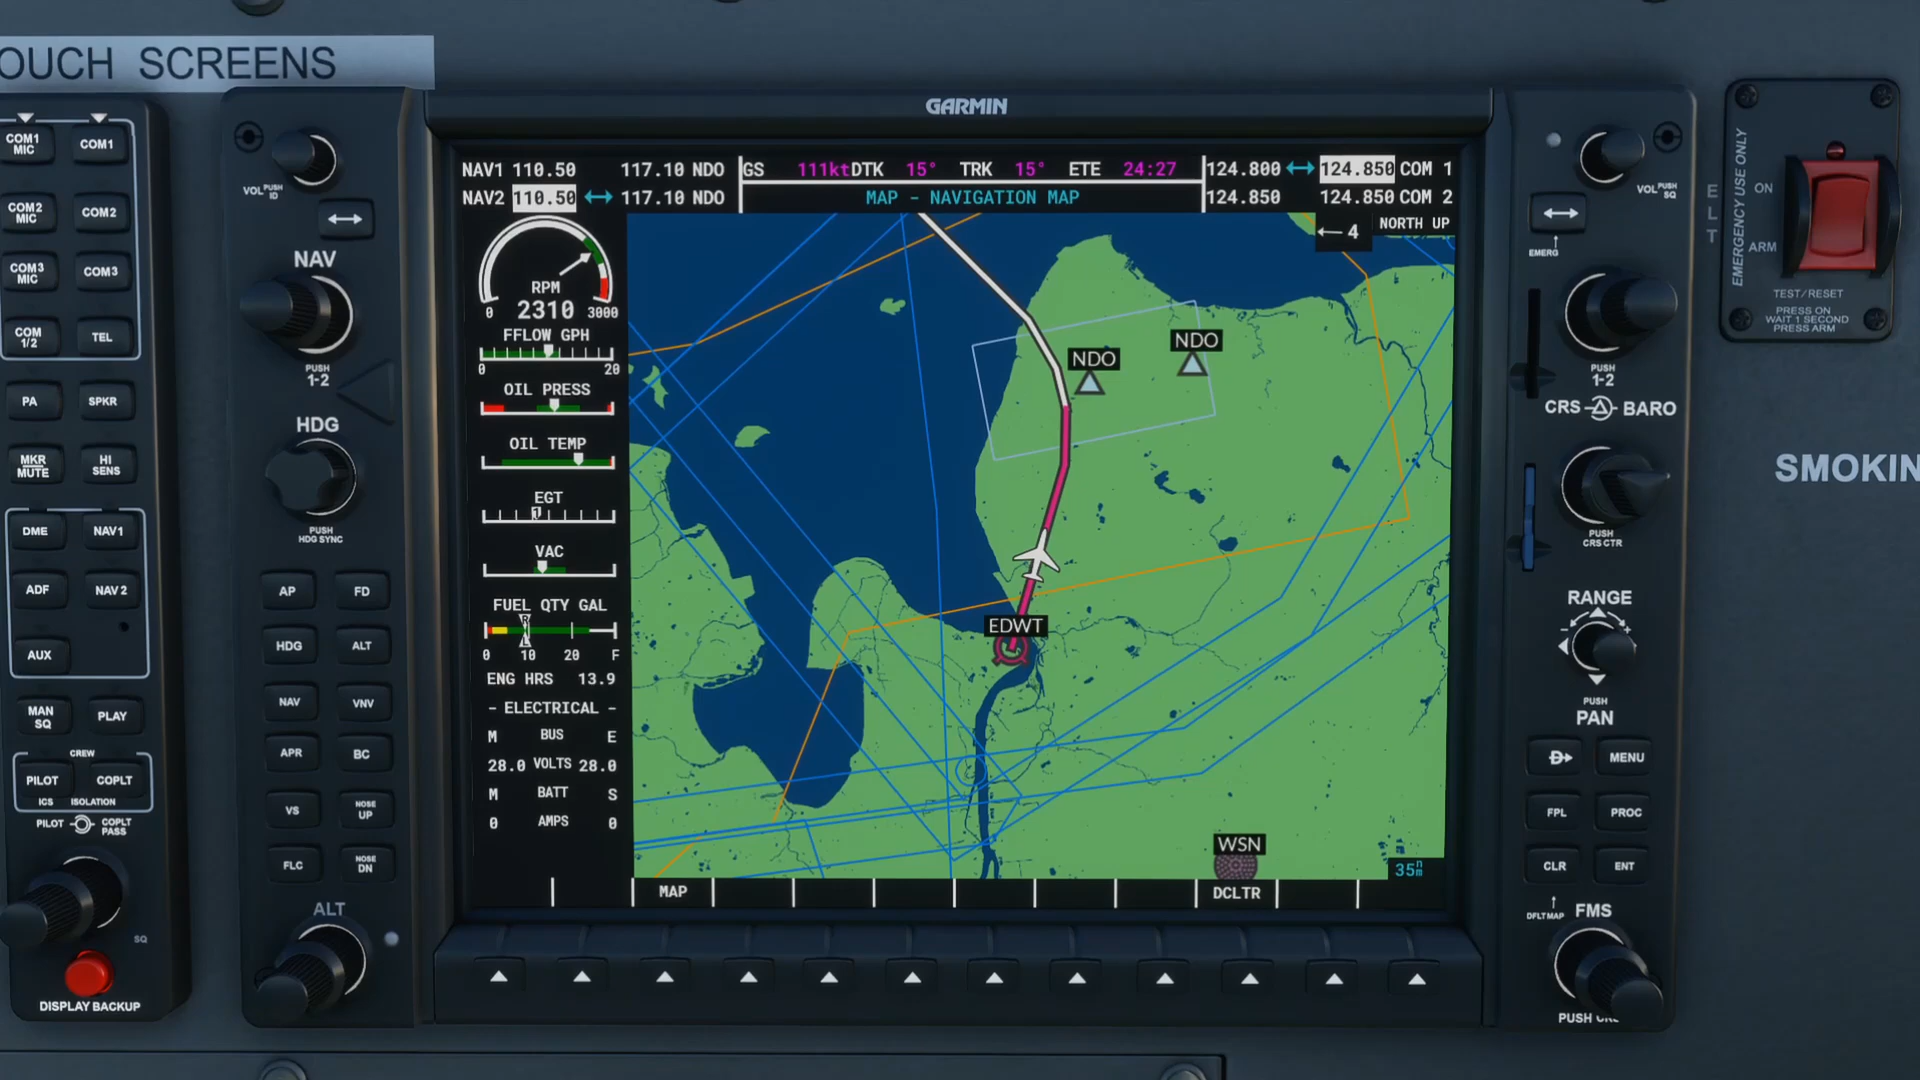 OUCH SCREENS
COM1 MIC
COM1
COM2 MIC
COM2
COM3 MIC
COM3
COM 1/2
TEL
PA
SPKR
MKR MUTE
HI SENS
DME
NAV1
ADF
NAV 2
AUX
MAN SQ
PLAY
CREW
PILOT
COPLT
ICS ISOLATION
PILOT
COPLT PASS
SQ
DISPLAY BACKUP
VOL PUSH ID
NAV
PUSH 1-2
HDG
PUSH HDG SYNC
AP
FD
HDG
ALT
NAV
VNV
APR
BC
VS
NOSE UP
FLC
NOSE DN
ALT
GARMIN
NAV1 110.50 117.10 NDO
NAV2 110.50 ↔ 117.10 NDO
GS 111kt DTK 15° TRK 15° ETE 24:27
MAP - NAVIGATION MAP
124.800 ↔ 124.850 COM 1
124.850 124.850 COM 2
NORTH UP
4
RPM
0 2310 3000
FFLOW GPH
0 20
OIL PRESS
OIL TEMP
EGT
1
VAC
FUEL QTY GAL
R
L
0 10 20 F
ENG HRS 13.9
- ELECTRICAL -
M BUS E
28.0 VOLTS 28.0
M BATT S
0 AMPS 0
NDO
NDO
EDWT
WSN
35nm
MAP
DCLTR
VOL PUSH SQ
EMERG
PUSH 1-2
CRS BARO
PUSH CRS CTR
RANGE
- +
PUSH
PAN
D
MENU
FPL
PROC
CLR
ENT
DFLT MAP
FMS
PUSH CRSR
ELT
EMERGENCY USE ONLY
ON
ARM
TEST/RESET
PRESS ON
WAIT 1 SECOND
PRESS ARM
SMOKIN